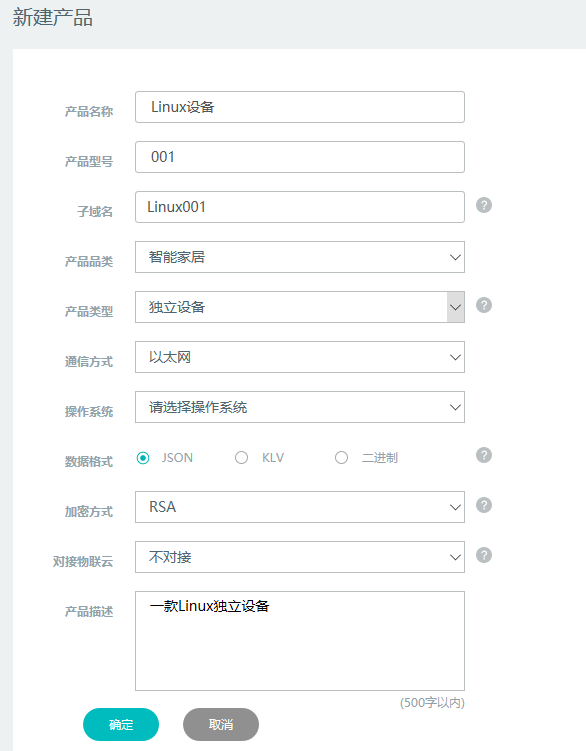 新建产品
产品名称 Linux设备
产品型号 001
子域名 Linux001 ?
产品品类 智能家居
产品类型 独立设备 ?
通信方式 以太网
操作系统 请选择操作系统
数据格式 JSON KLV 二进制 ?
加密方式 RSA ?
对接物联云 不对接 ?
产品描述 一款Linux独立设备
(500字以内)
确定 取消